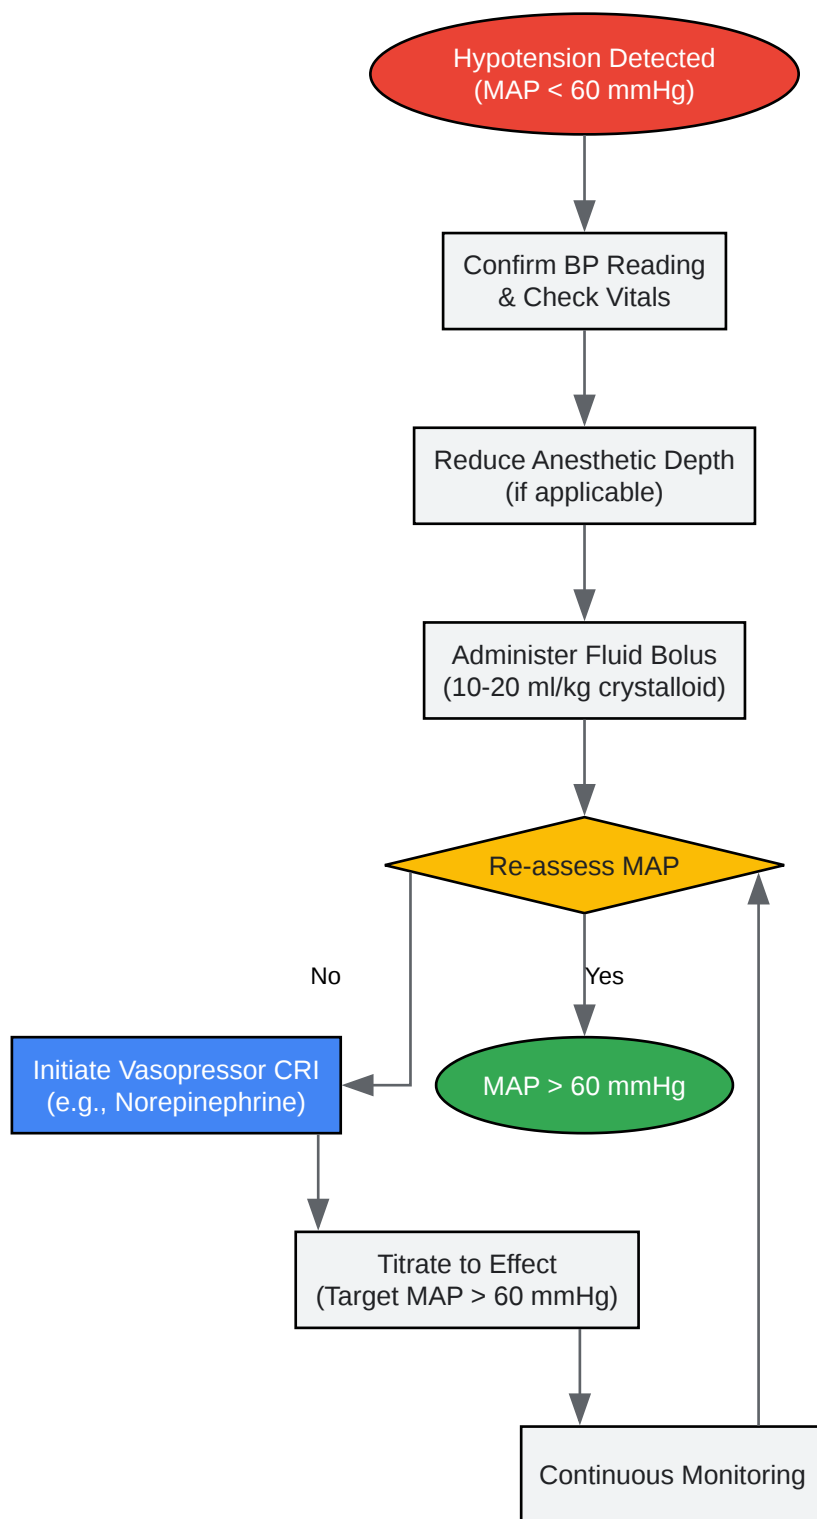 Hypotension Detected
(MAP < 60 mmHg)
Confirm BP Reading
& Check Vitals
Reduce Anesthetic Depth
(if applicable)
Administer Fluid Bolus
(10-20 ml/kg crystalloid)
Re-assess MAP
No
Yes
Initiate Vasopressor CRI
(e.g., Norepinephrine)
MAP > 60 mmHg
Titrate to Effect
(Target MAP > 60 mmHg)
Continuous Monitoring